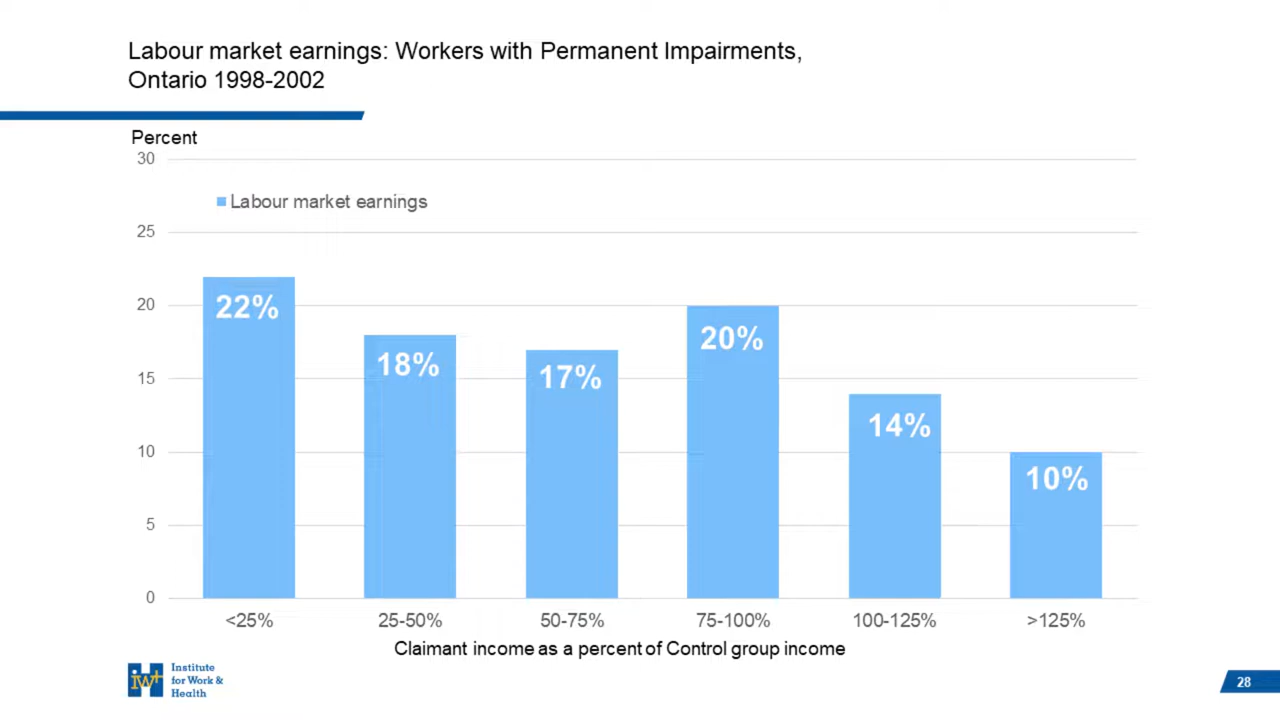 Labour market earnings: Workers with Permanent Impairments,
Ontario 1998-2002
Percent
30
Labour market earnings
25
20
15
10
5
0
22%
18%
17%
20%
14%
10%
<25%
25-50%
50-75%
75-100%
100-125%
>125%
Claimant income as a percent of Control group income
iw+
Institute
for Work &
Health
28